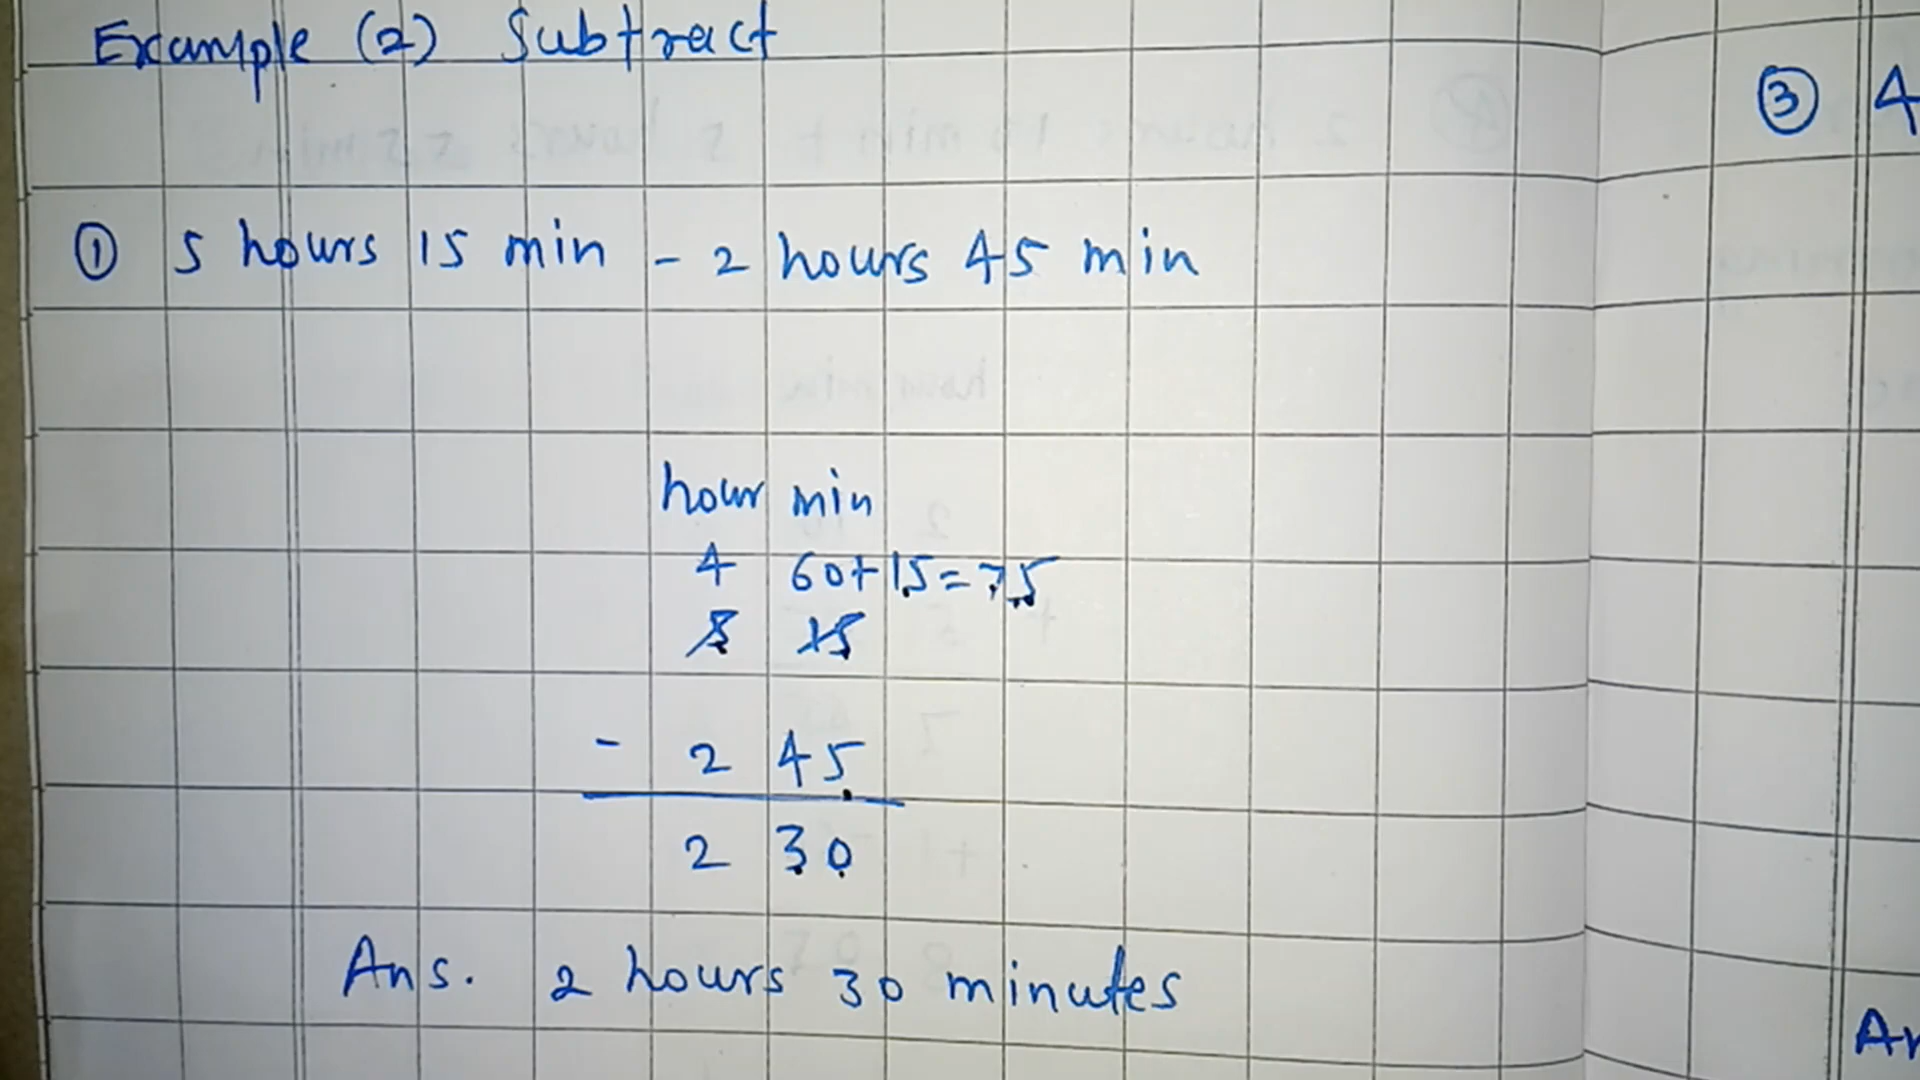 Example (2) Subtract
① 5 hours 15 min - 2 hours 45 min
hour min
4 60+15=75
5 15
- 2 45
2 30
Ans. 2 hours 30 minutes
③ 4